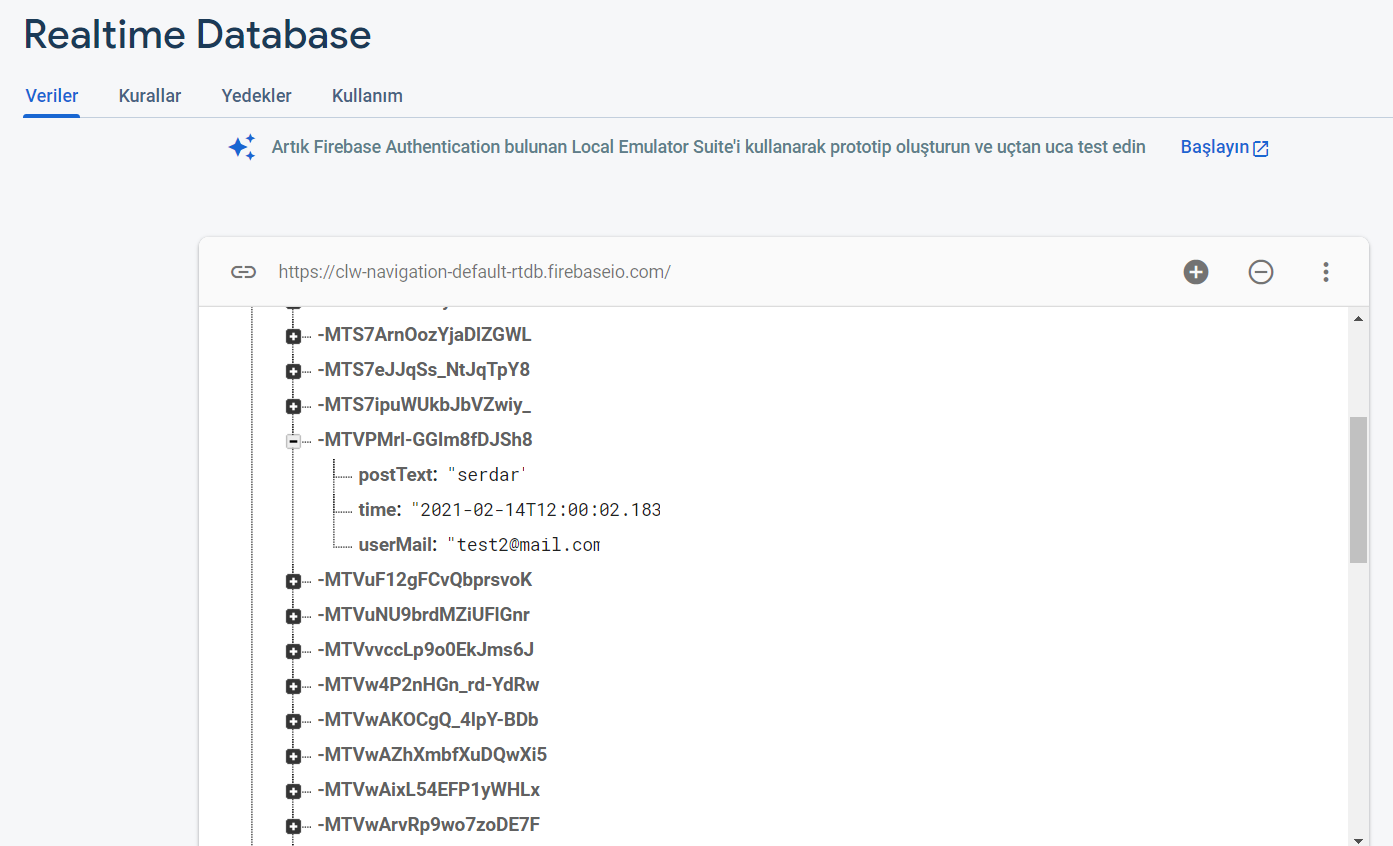 Realtime Database
Veriler Kurallar Yedekler Kullanım
Artık Firebase Authentication bulunan Local Emulator Suite'i kullanarak prototip oluşturun ve uçtan uca test edin Başlayın
https://clw-navigation-default-rtdb.firebaseio.com/
-MTS7ArnOozYjaDlZGWL
-MTS7eJJqSs_NtJqTpY8
-MTS7ipuWUkbJbVZwiy_
-MTVPMrI-GGIm8fDJSh8
postText: "serdar'
time: "2021-02-14T12:00:02.183
userMail: "test2@mail.com
-MTVuF12gFCvQbprsvoK
-MTVuNU9brdMZiUFlGnr
-MTVvvccLp9o0EkJms6J
-MTVw4P2nHGn_rd-YdRw
-MTVwAKOCgQ_4lpY-BDb
-MTVwAZhXmbfXuDQwXi5
-MTVwAixL54EFP1yWHLx
-MTVwArvRp9wo7zoDE7F